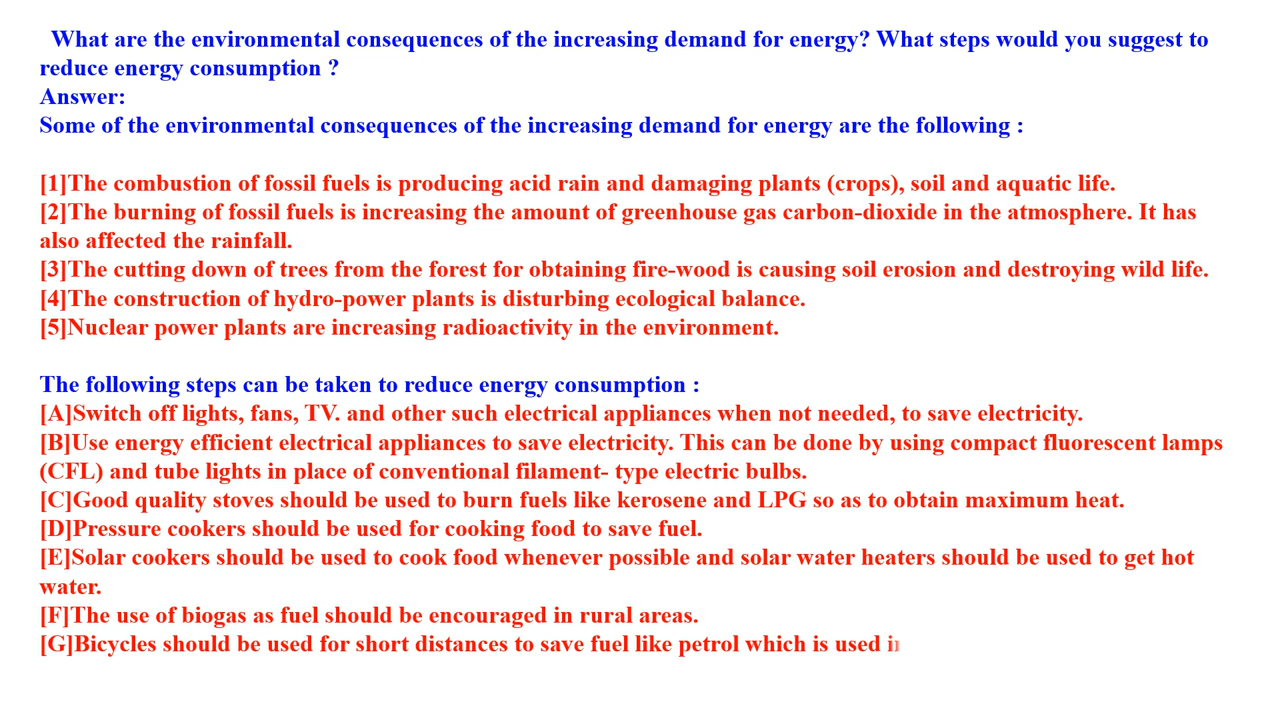 What are the environmental consequences of the increasing demand for energy? What steps would you suggest to
reduce energy consumption ?
Answer:
Some of the environmental consequences of the increasing demand for energy are the following :
[1]The combustion of fossil fuels is producing acid rain and damaging plants (crops), soil and aquatic life.
[2]The burning of fossil fuels is increasing the amount of greenhouse gas carbon-dioxide in the atmosphere. It has
also affected the rainfall.
[3]The cutting down of trees from the forest for obtaining fire-wood is causing soil erosion and destroying wild life.
[4]The construction of hydro-power plants is disturbing ecological balance.
[5]Nuclear power plants are increasing radioactivity in the environment.
The following steps can be taken to reduce energy consumption :
[A]Switch off lights, fans, TV. and other such electrical appliances when not needed, to save electricity.
[B]Use energy efficient electrical appliances to save electricity. This can be done by using compact fluorescent lamps
(CFL) and tube lights in place of conventional filament- type electric bulbs.
[C]Good quality stoves should be used to burn fuels like kerosene and LPG so as to obtain maximum heat.
[D]Pressure cookers should be used for cooking food to save fuel.
[E]Solar cookers should be used to cook food whenever possible and solar water heaters should be used to get hot
water.
[F]The use of biogas as fuel should be encouraged in rural areas.
[G]Bicycles should be used for short distances to save fuel like petrol which is used